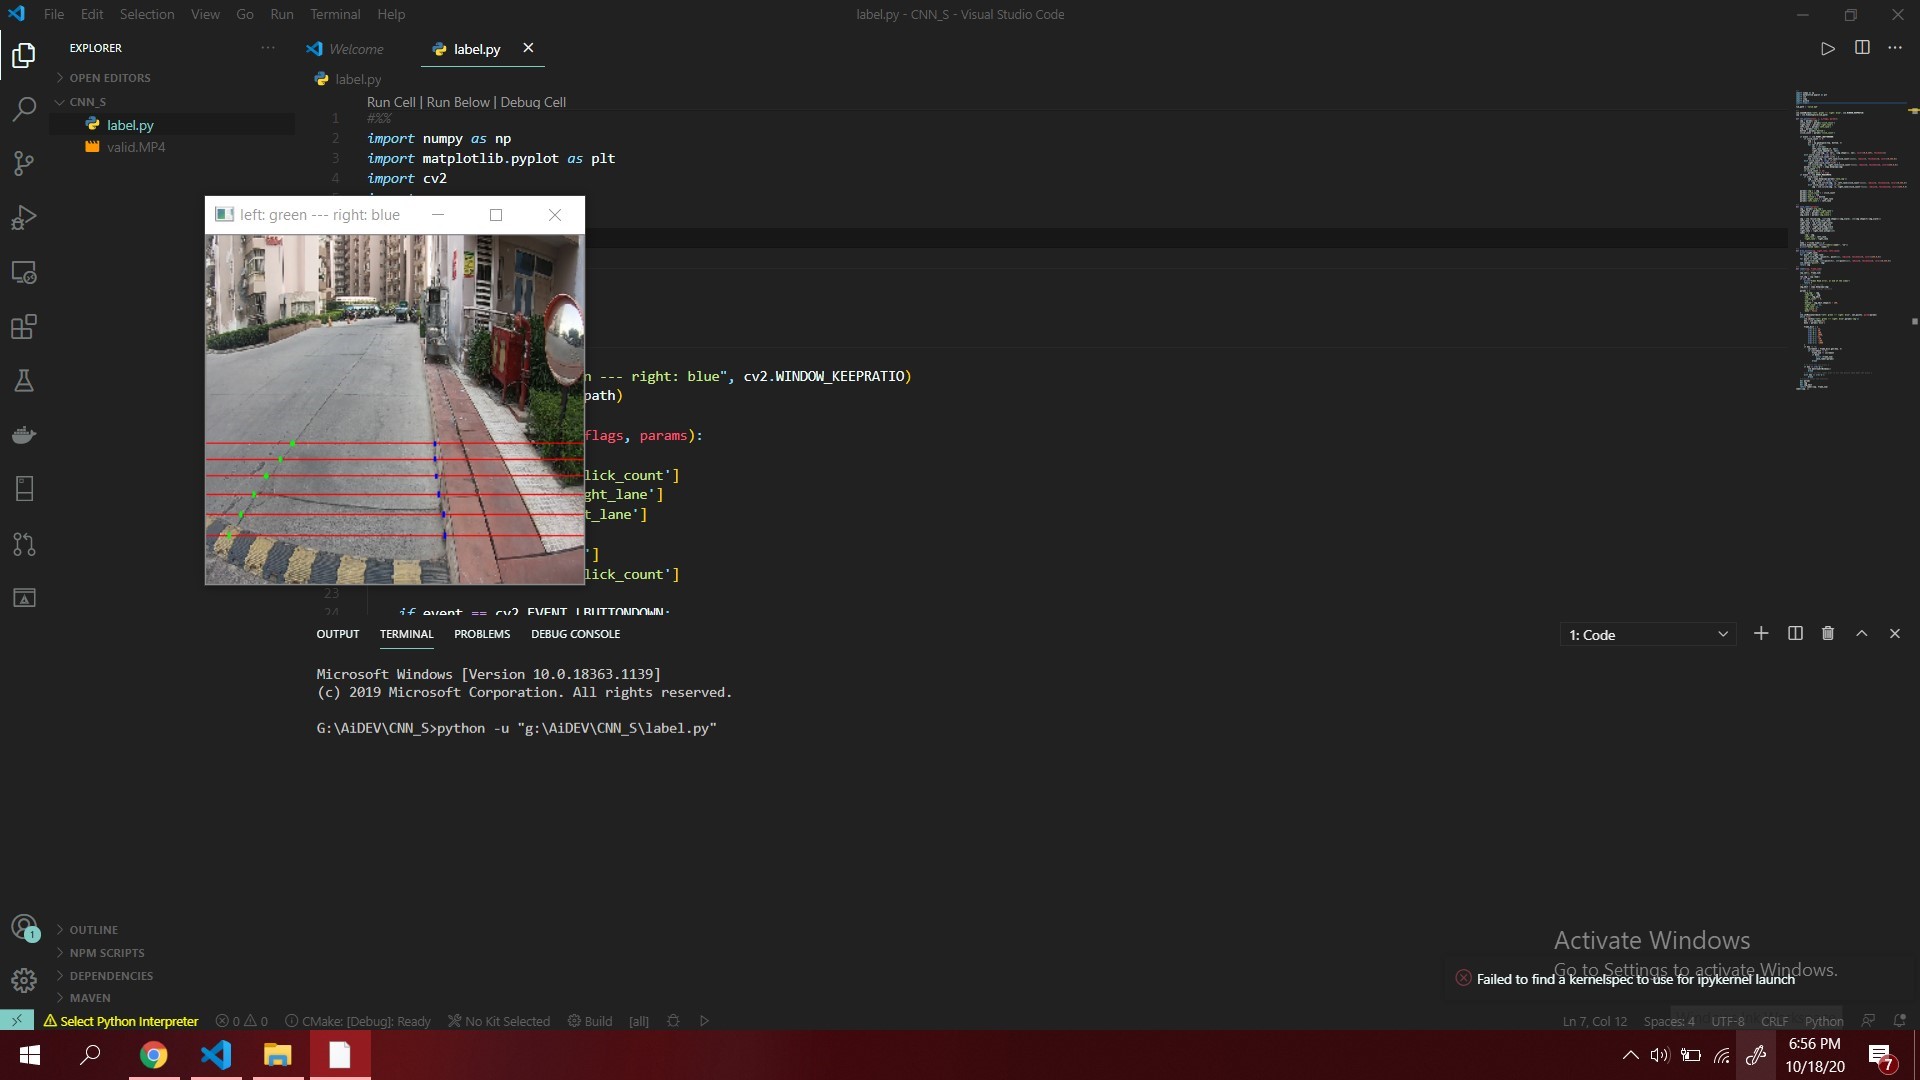 File Edit Selection View Go Run Terminal Help
label.py - CNN_S - Visual Studio Code
EXPLORER
OPEN EDITORS
CNN_S
label.py
valid.MP4
Welcome
label.py
label.py
Run Cell | Run Below | Debug Cell
1 #%%
2 import numpy as np
3 import matplotlib.pyplot as plt
4 import cv2
left: green --- right: blue
n --- right: blue", cv2.WINDOW_KEEPRATIO)
path)
flags, params):
lick_count']
ght_lane']
t_lane']
']
lick_count']
23
24 if event == cv2.EVENT_LBUTTONDOWN:
OUTPUT TERMINAL PROBLEMS DEBUG CONSOLE
1: Code
Microsoft Windows [Version 10.0.18363.1139]
(c) 2019 Microsoft Corporation. All rights reserved.
G:\AiDEV\CNN_S>python -u "g:\AiDEV\CNN_S\label.py"
1
OUTLINE
NPM SCRIPTS
DEPENDENCIES
MAVEN
Activate Windows
Go to Settings to activate Windows.
Failed to find a kernelspec to use for ipykernel launch
Select Python Interpreter 0 0 CMake: [Debug]: Ready No Kit Selected Build [all]
Ln 7, Col 12 Spaces: 4 UTF-8 CRLF Python
6:56 PM
10/18/20
7